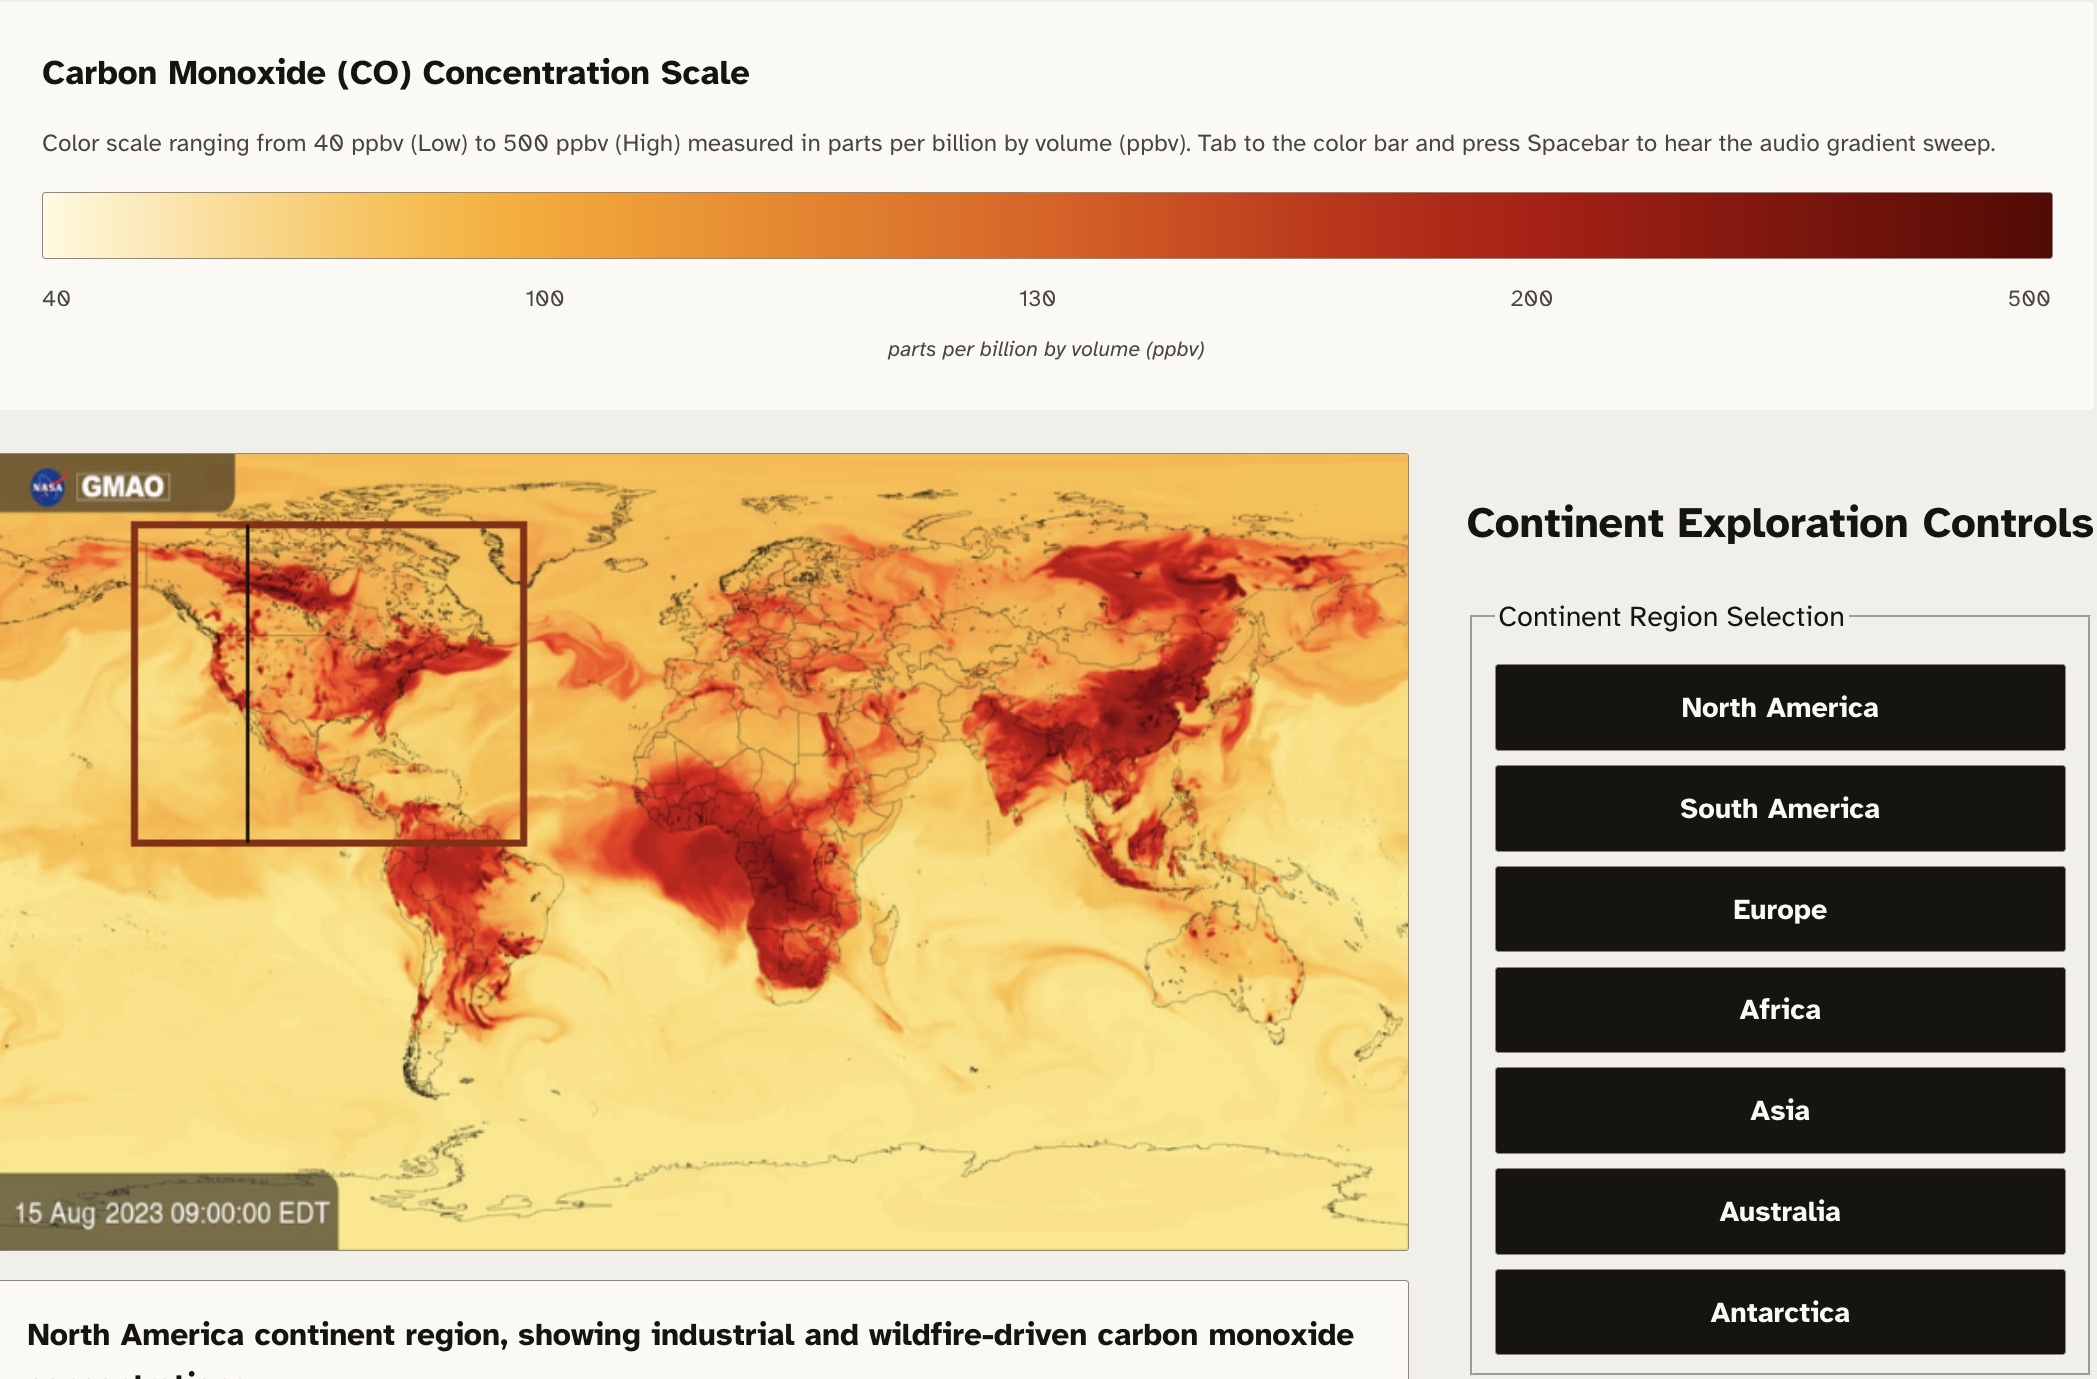 Carbon Monoxide (CO) Concentration Scale
Color scale ranging from 40 ppbv (Low) to 500 ppbv (High) measured in parts per billion by volume (ppbv). Tab to the color bar and press Spacebar to hear the audio gradient sweep.
40 100 130 200 500
parts per billion by volume (ppbv)
NASA GMAO
Continent Exploration Controls
Continent Region Selection
North America
South America
Europe
Africa
Asia
Australia
Antarctica
15 Aug 2023 09:00:00 EDT
North America continent region, showing industrial and wildfire-driven carbon monoxide